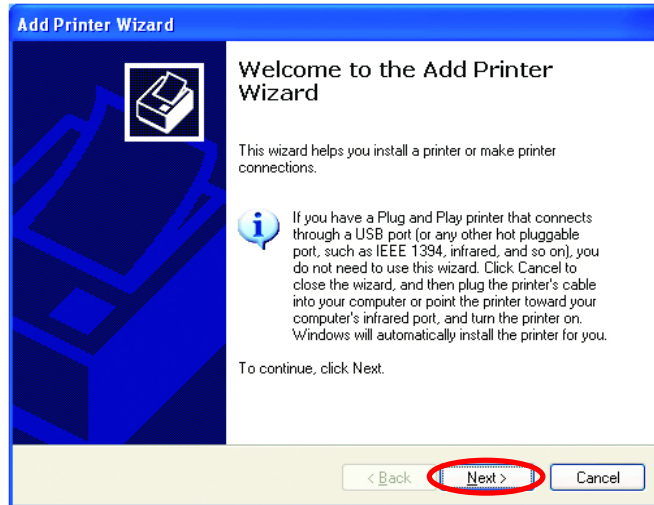 Add Printer Wizard
Welcome to the Add Printer
Wizard
This wizard helps you install a printer or make printer
connections.
If you have a Plug and Play printer that connects
through a USB port (or any other hot pluggable
port, such as IEEE 1394, infrared, and so on), you
do not need to use this wizard. Click Cancel to
close the wizard, and then plug the printer's cable
into your computer or point the printer toward your
computer's infrared port, and turn the printer on.
Windows will automatically install the printer for you.
To continue, click Next.
< Back Next > Cancel